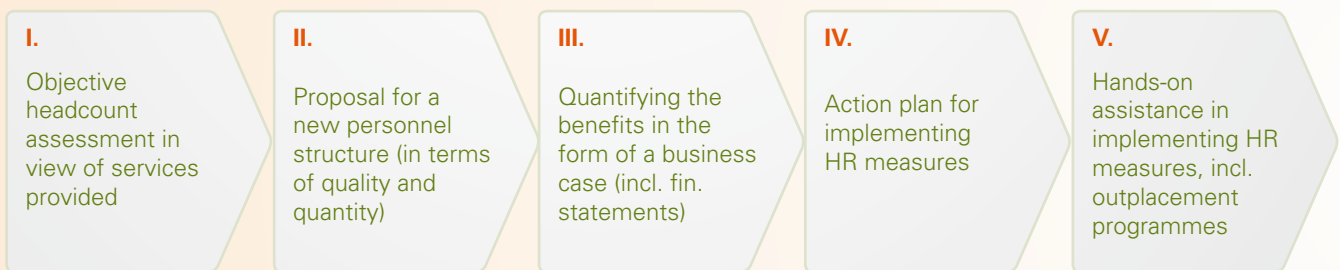 I.
Objective
headcount
assessment in
view of services
provided
II.
Proposal for a
new personnel
structure (in terms
of quality and
quantity)
III.
Quantifying the
benefits in the
form of a business
case (incl. fin.
statements)
IV.
Action plan for
implementing
HR measures
V.
Hands-on
assistance in
implementing HR
measures, incl.
outplacement
programmes